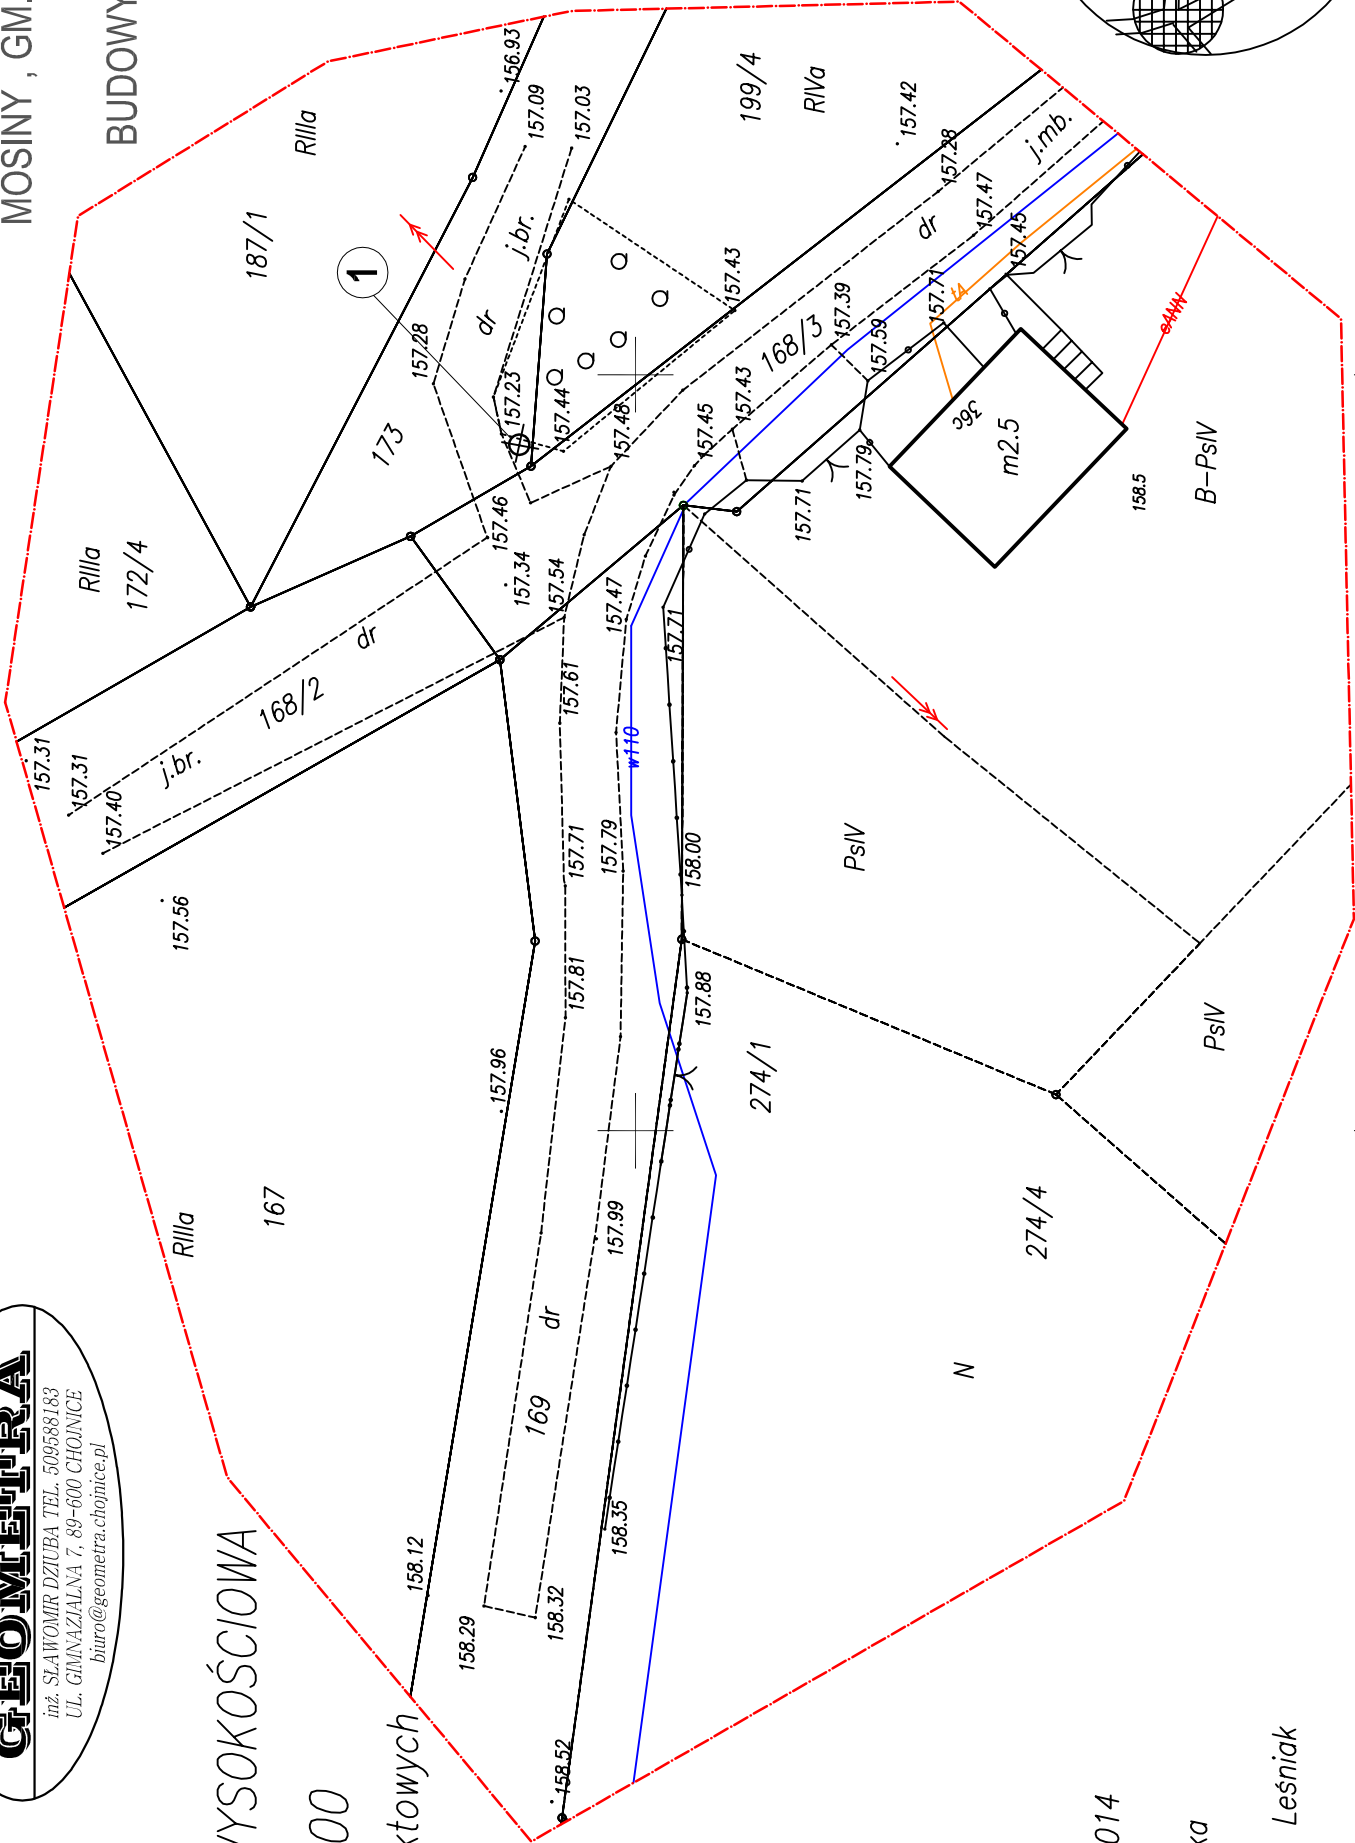 MOSINY , GM.
BUDOWY
GEOMETRA
inż. SŁAWOMIR DZIUBA TEL. 509588183
UL. GIMNAZJALNA 7, 89-600 CHOJNICE
biuro@geometra.chojnice.pl
YSOKOŚCIOWA
00
ktowych
014
ka
Leśniak
RIIIa
172/4
187/1
RIIIa
199/4
RIVa
173
1
168/2
dr
j.br.
dr
j.br.
168/3
dr
j.mb.
RIIIa
167
169
dr
274/1
274/4
N
PsIV
PsIV
B-PsIV
m2.5
36c
w110
tA
eANN
156.93
157.09
157.03
157.42
157.28
157.28
157.47
157.45
157.43
157.39
157.71
157.59
157.23
157.44
157.48
157.43
157.45
157.79
157.71
158.5
157.46
157.34
157.54
157.47
157.71
157.61
157.31
157.31
157.40
157.56
157.71
157.79
158.00
157.81
157.88
157.96
157.99
158.12
158.35
158.29
158.32
158.52